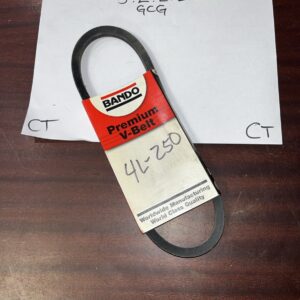 GCG
CT
CT
BANDO
Premium
V-Belt
4L-250
Worldwide Manufacturing
World Class Quality